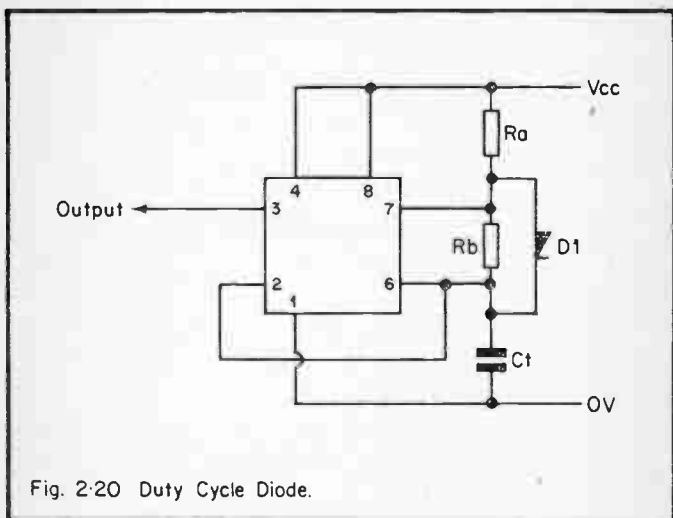 Vcc
Ra
4 8
Output 3 7
Rb D1
2 6
1
Ct
OV
Fig. 2·20 Duty Cycle Diode.